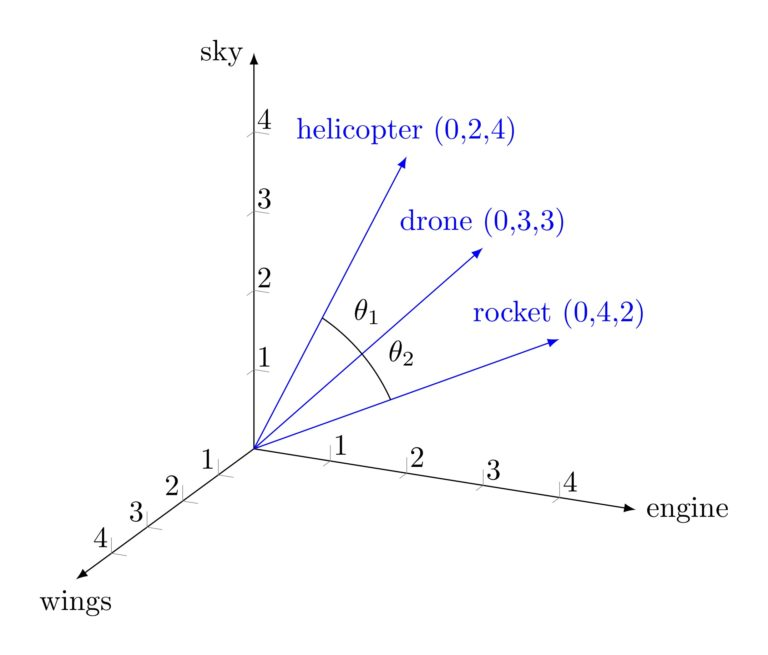 sky
4
helicopter (0,2,4)
3
drone (0,3,3)
2
rocket (0,4,2)
θ₁
θ₂
1
1
1
2
3
4
engine
2
3
4
wings